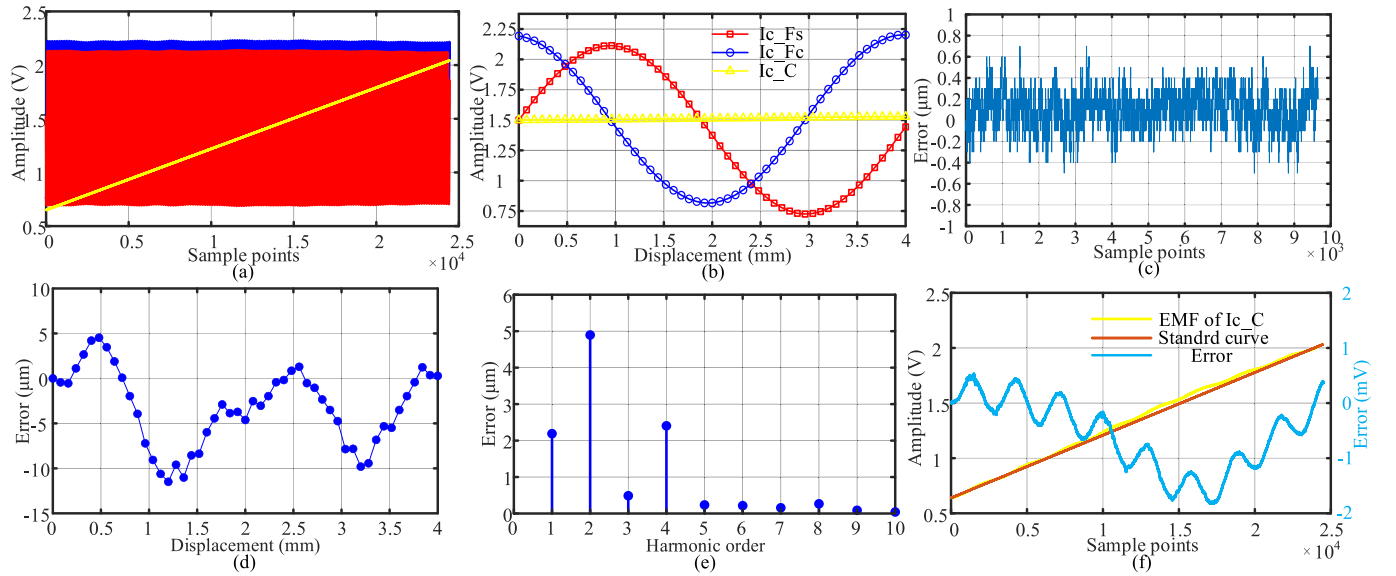 2.5
2
1.5
1
0.5
Amplitude (V)
0 0.5 1 1.5 2 2.5
Sample points
× 10⁴
(a)
2.5
2.25
2
1.75
1.5
1.25
1
0.75
Amplitude (V)
Ic_Fs
Ic_Fc
Ic_C
0 0.5 1 1.5 2 2.5 3 3.5 4
Displacement (mm)
(b)
1
0.8
0.6
0.4
0.2
0
-0.2
-0.4
-0.6
-0.8
-1
Error (μm)
0 1 2 3 4 5 6 7 8 9 10
Sample points
× 10³
(c)
10
5
0
-5
-10
-15
Error (μm)
0 0.5 1 1.5 2 2.5 3 3.5 4
Displacement (mm)
(d)
6
5
4
3
2
1
0
Error (μm)
0 1 2 3 4 5 6 7 8 9 10
Harmonic order
(e)
2.5
2
1.5
1
0.5
Amplitude (V)
EMF of Ic_C
Standrd curve
Error
2
1
0
-1
-2
Error (mV)
0 0.5 1.0 1.5 2.0 2.5
Sample points
× 10⁴
(f)